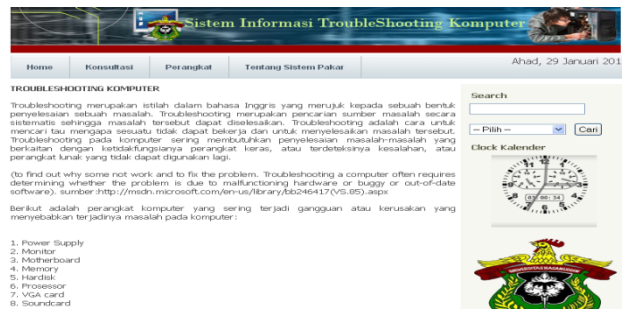 Sistem Informasi TroubleShooting Komputer
Home Konsultasi Perangkat Tentang Sistem Pakar
Ahad, 29 Januari 201
TROUBLESHOOTING KOMPUTER
Troubleshooting merupakan istilah dalam bahasa Inggris yang merujuk kepada sebuah bentuk
penyelesaian sebuah masalah. Troubleshooting merupakan pencarian sumber masalah secara
sistematis sehingga masalah tersebut dapat diselesaikan. Troubleshooting adalah cara untuk
mencari tau mengapa sesuatu tidak dapat bekerja dan untuk menyelesaikan masalah tersebut.
Troubleshooting pada komputer sering membutuhkan penyelesaian masalah-masalah yang
berkaitan dengan ketidakfungsianya perangkat keras, atau terdeteksinya kesalahan, atau
perangkat lunak yang tidak dapat digunakan lagi.
(to find out why some not work and to fix the problem. Troubleshooting a computer often requires
determining whether the problem is due to malfunctioning hardware or buggy or out-of-date
software). sumber:http://msdn.microsoft.com/en-us/library/bb246417(VS.85).aspx
Berikut adalah perangkat komputer yang sering terjadi gangguan atau kerusakan yang
menyebabkan terjadinya masalah pada komputer:
1. Power Supply
2. Monitor
3. Motherboard
4. Memory
5. Hardisk
6. Prosessor
7. VGA card
8. Soundcard
Search
-- Pilih --
Cari
Clock Kalender
UNIVERSITAS HASANUDDIN